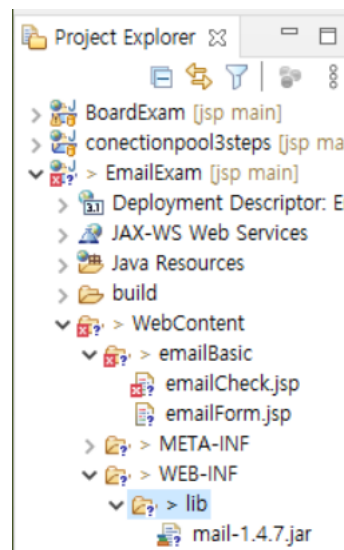 Project Explorer
BoardExam [jsp main]
conectionpool3steps [jsp ma
> EmailExam [jsp main]
Deployment Descriptor: E
JAX-WS Web Services
Java Resources
build
> WebContent
> emailBasic
emailCheck.jsp
emailForm.jsp
> META-INF
> WEB-INF
> lib
mail-1.4.7.jar